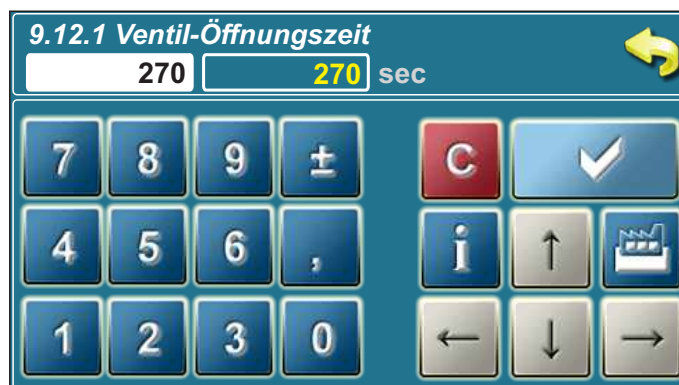 9.12.1 Ventil-Öffnungszeit
270 270 sec
7 8 9 ± C
4 5 6 , i ↑
1 2 3 0 ← ↓ →